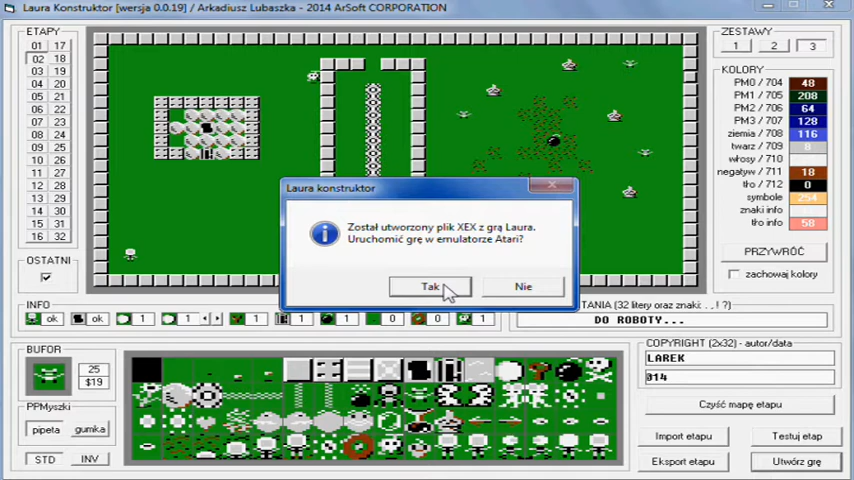 Laura Konstruktor [wersja 0.0.19] / Arkadiusz Lubaszka - 2014 ArSoft CORPORATION
ETAPY
01 17
02 18
03 19
04 20
05 21
06 22
07 23
08 24
09 25
10 26
11 27
12 28
13 29
14 30
15 31
16 32
OSTATNI
ZESTAWY
1 2 3
KOLORY
PM0 / 704 48
PM1 / 705 208
PM2 / 706 64
PM3 / 707 128
ziemia / 708 116
twarz / 709 8
włosy / 710
negatyw / 711 18
tło / 712 0
symbole 254
znaki info
tło info 58
PRZYWRÓĆ
zachowaj kolory
Laura konstruktor
Został utworzony plik XEX z grą Laura.
Uruchomić grę w emulatorze Atari?
Tak Nie
INFO
ok ok 1 1 1 1 1 0 0 1
TANIA (32 litery oraz znaki: . , ! ?)
DO ROBOTY...
BUFOR
25
$19
PPMyszki
pipeta gumka
STD INV
COPYRIGHT (2x32) - autor/data
LAREK
@14
Czyść mapę etapu
Import etapu Testuj etap
Eksport etapu Utwórz grę